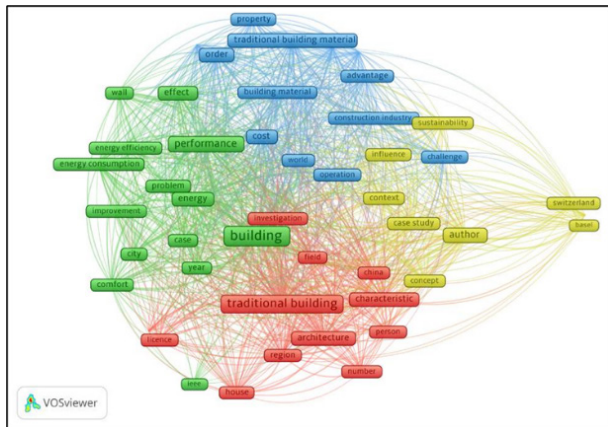 property
traditional building material
order
advantage
wall
effect
building material
construction industry
sustainability
cost
performance
energy efficiency
influence
world
challenge
energy consumption
operation
problem
energy
context
switzerland
improvement
investigation
case study
basel
building
author
case
city
field
year
china
concept
comfort
traditional building
characteristic
licence
architecture
person
region
number
ieee
house
VOSviewer